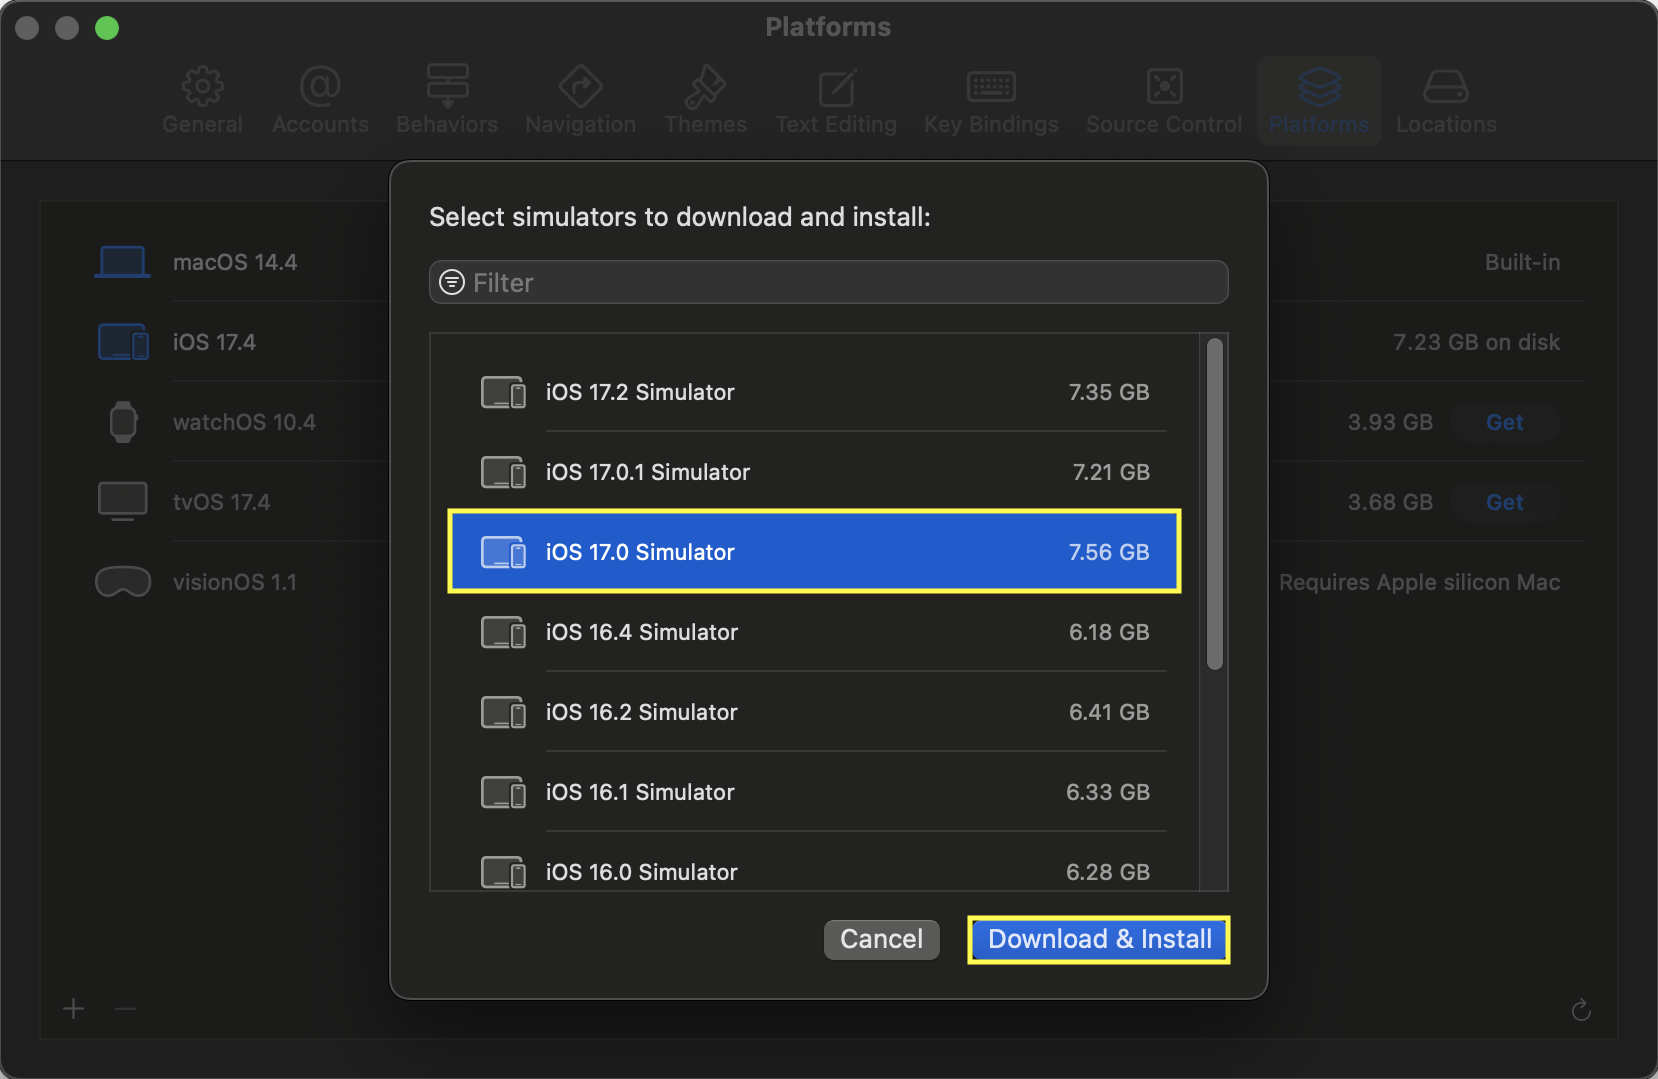 Platforms
General
Accounts
Behaviors
Navigation
Themes
Text Editing
Key Bindings
Source Control
Platforms
Locations
macOS 14.4
Built-in
iOS 17.4
7.23 GB on disk
watchOS 10.4
3.93 GB
Get
tvOS 17.4
3.68 GB
Get
visionOS 1.1
Requires Apple silicon Mac
Select simulators to download and install:
Filter
iOS 17.2 Simulator
7.35 GB
iOS 17.0.1 Simulator
7.21 GB
iOS 17.0 Simulator
7.56 GB
iOS 16.4 Simulator
6.18 GB
iOS 16.2 Simulator
6.41 GB
iOS 16.1 Simulator
6.33 GB
iOS 16.0 Simulator
6.28 GB
Cancel
Download & Install